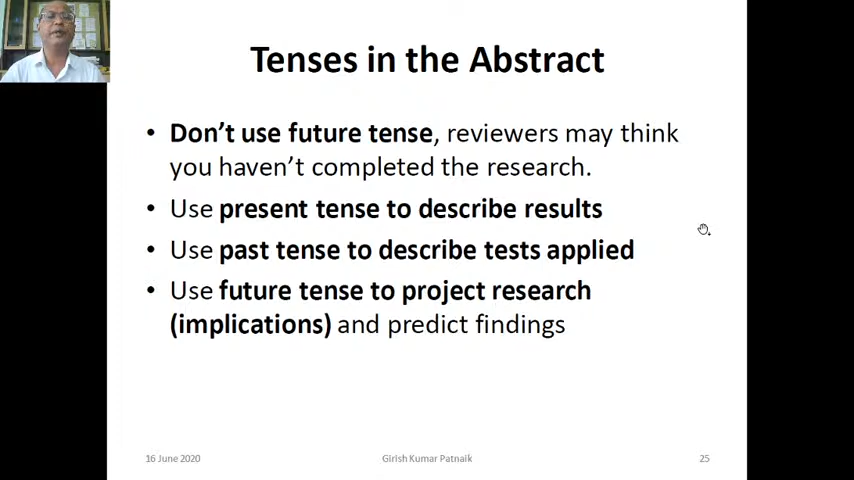 Tenses in the Abstract
• Don't use future tense, reviewers may think
you haven't completed the research.
• Use present tense to describe results
• Use past tense to describe tests applied
• Use future tense to project research
(implications) and predict findings
16 June 2020
Girish Kumar Patnaik
25